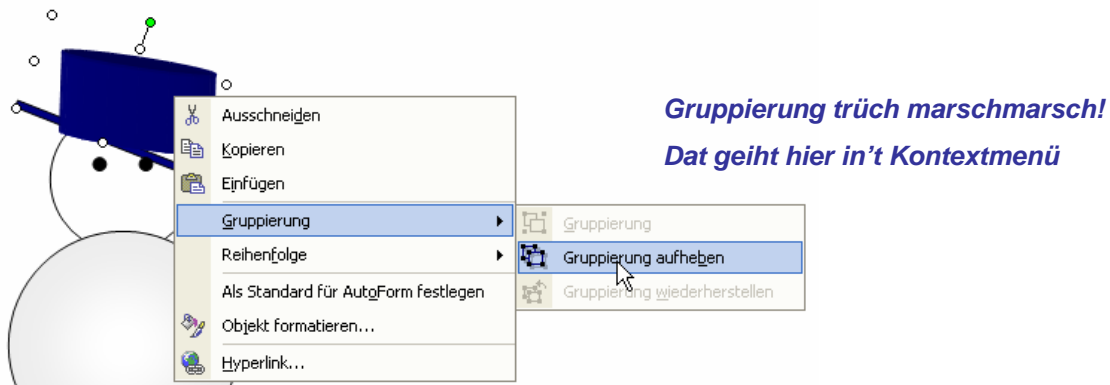 Gruppierung trüch marschmarsch!
Dat geiht hier in't Kontextmenü
Ausschneiden
Kopieren
Einfügen
Gruppierung
Reihenfolge
Als Standard für AutoForm festlegen
Objekt formatieren...
Hyperlink...
Gruppierung
Gruppierung aufheben
Gruppierung wiederherstellen